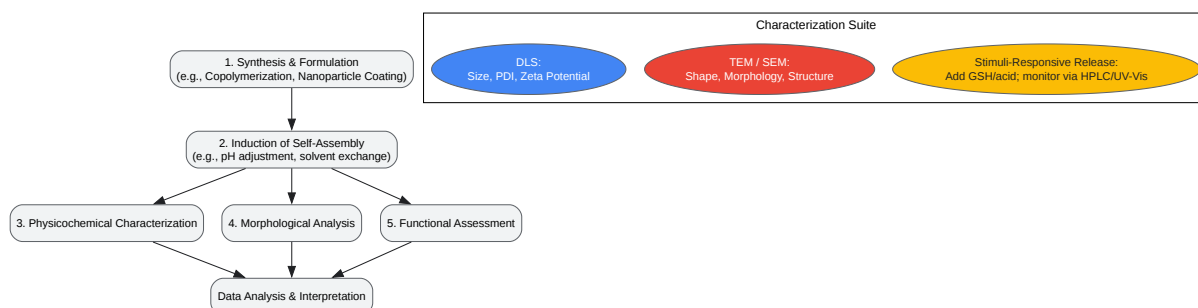 Characterization Suite
1. Synthesis & Formulation
(e.g., Copolymerization, Nanoparticle Coating)
DLS:
Size, PDI, Zeta Potential
TEM / SEM:
Shape, Morphology, Structure
Stimuli-Responsive Release:
Add GSH/acid; monitor via HPLC/UV-Vis
2. Induction of Self-Assembly
(e.g., pH adjustment, solvent exchange)
3. Physicochemical Characterization
4. Morphological Analysis
5. Functional Assessment
Data Analysis & Interpretation